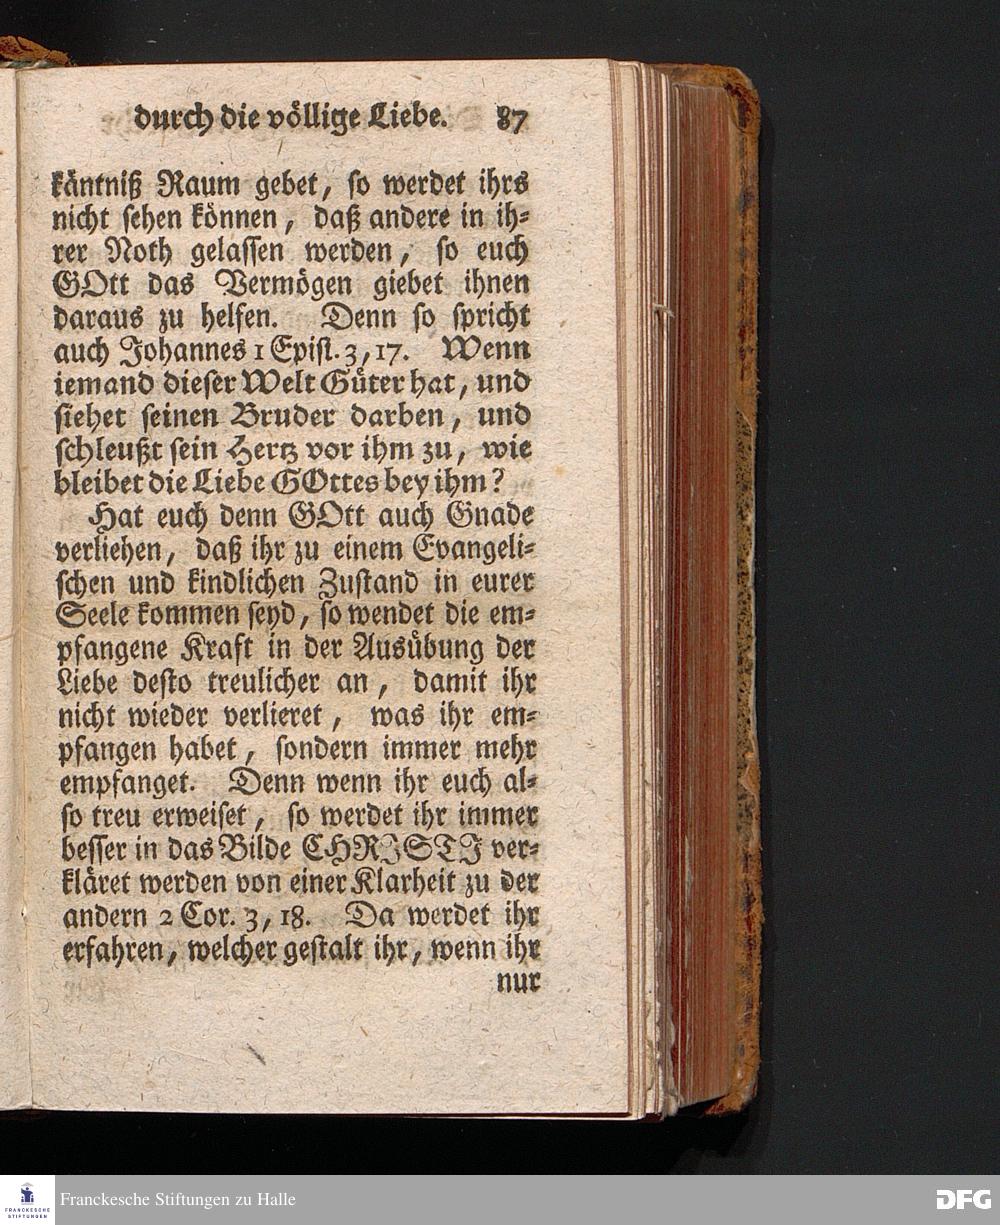 durch die völlige Liebe. 87
käntniß Raum gebet, so werdet ihrs
nicht sehen können, daß andere in ih=
rer Noth gelassen werden, so euch
GOtt das Vermögen giebet ihnen
daraus zu helfen. Denn so spricht
auch Johannes 1 Epist. 3, 17. Wenn
iemand dieser Welt Güter hat, und
siehet seinen Bruder darben, und
schleußt sein Hertz vor ihm zu, wie
bleibet die Liebe GOttes bey ihm?
Hat euch denn GOtt auch Gnade
verliehen, daß ihr zu einem Evangeli=
schen und kindlichen Zustand in eurer
Seele kommen seyd, so wendet die em=
pfangene Kraft in der Ausübung der
Liebe desto treulicher an, damit ihr
nicht wieder verlieret, was ihr em=
pfangen habet, sondern immer mehr
empfanget. Denn wenn ihr euch al=
so treu erweiset, so werdet ihr immer
besser in das Bilde CHRISTI ver=
kläret werden von einer Klarheit zu der
andern 2 Cor. 3, 18. Da werdet ihr
erfahren, welcher gestalt ihr, wenn ihr
nur
FRANCKESCHE
STIFTUNGEN
Franckesche Stiftungen zu Halle
DFG